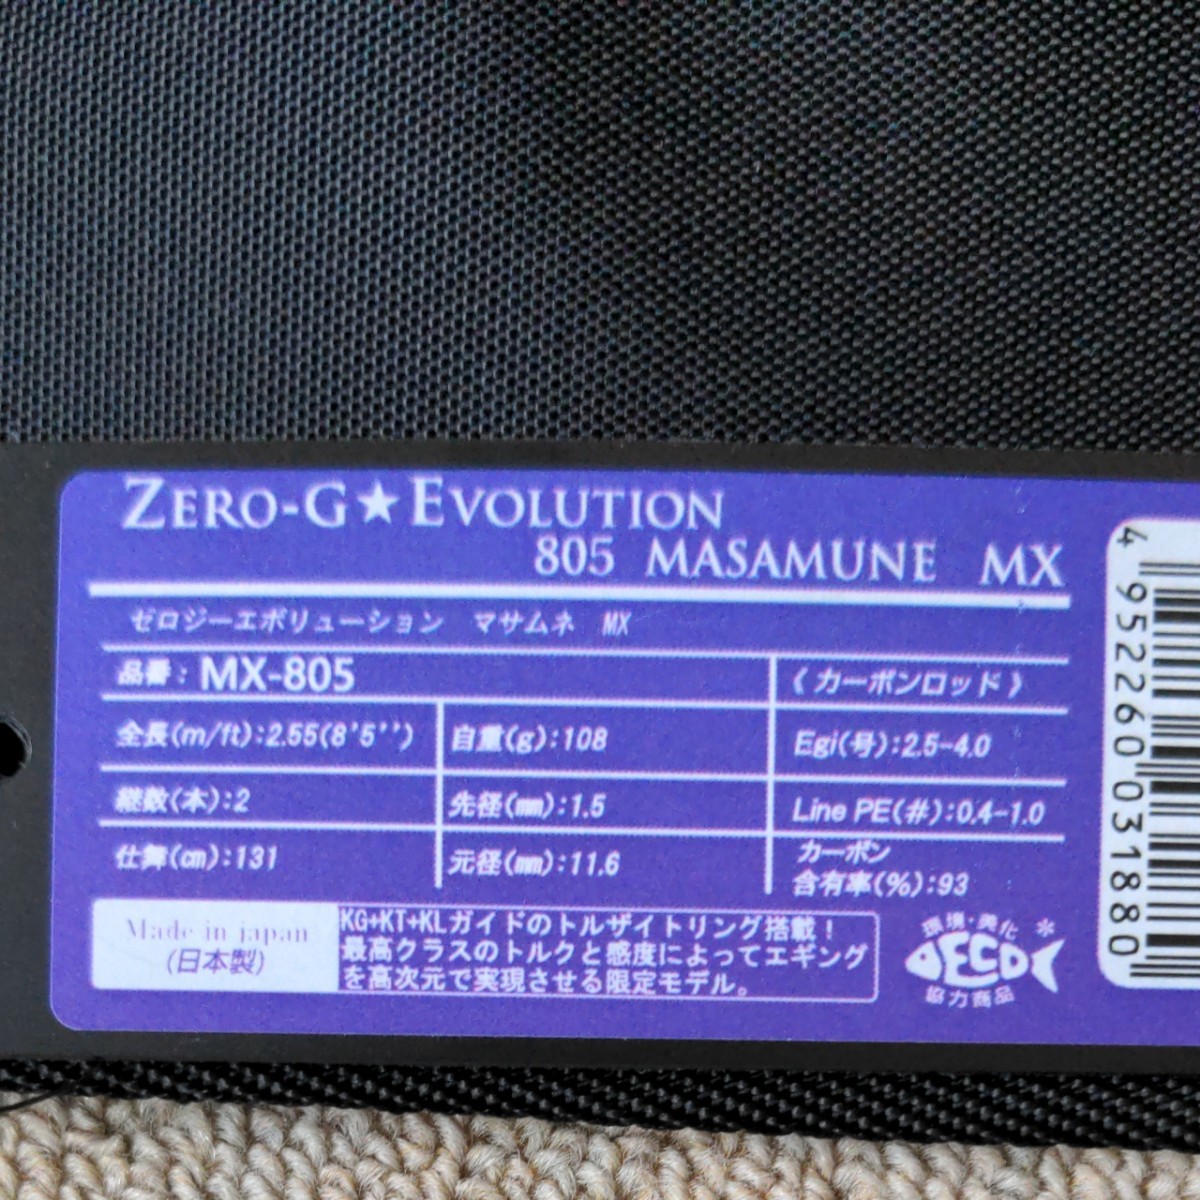 ZERO-G★EVOLUTION
805 MASAMUNE MX
ゼロジーエボリューション マサムネ MX
品番: MX-805
《カーボンロッド》
全長(m/ft):2.55(8'5'')
自重(g):108
Egi(号):2.5-4.0
継数(本):2
先径(㎜):1.5
Line PE(#):0.4-1.0
仕舞(㎝):131
元径(㎜):11.6
カーボン
含有率(%):93
Made in japan
(日本製)
KG+KT+KLガイドのトルザイトリング搭載!
最高クラスのトルクと感度によってエギング
を高次元で実現させる限定モデル。
環境・美化
ECO
協力商品
4 952260 031880